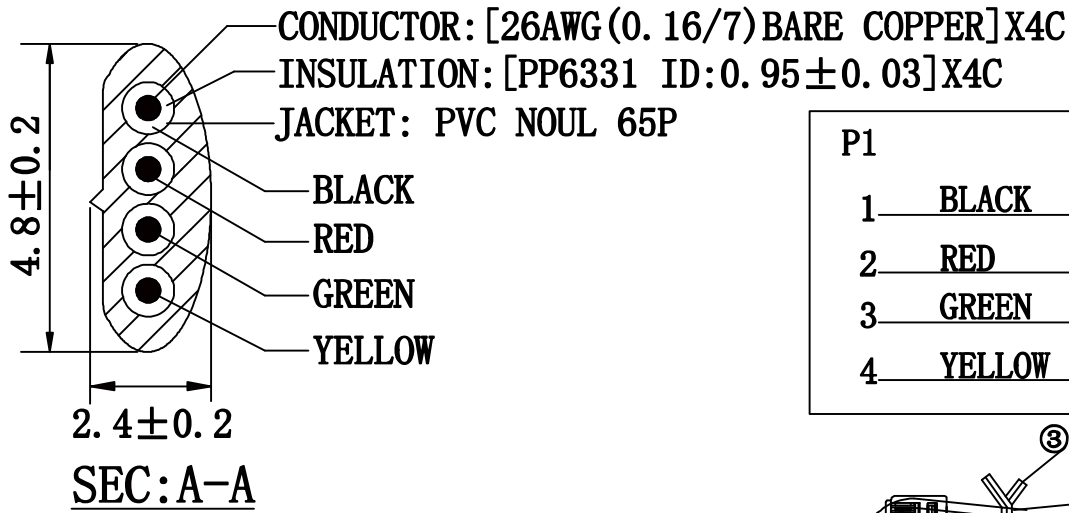 CONDUCTOR:[26AWG(0.16/7)BARE COPPER]X4C
INSULATION:[PP6331 ID:0.95±0.03]X4C
JACKET: PVC NOUL 65P
BLACK
RED
GREEN
YELLOW
4.8±0.2
2.4±0.2
SEC:A-A
P1
1 BLACK
2 RED
3 GREEN
4 YELLOW
③